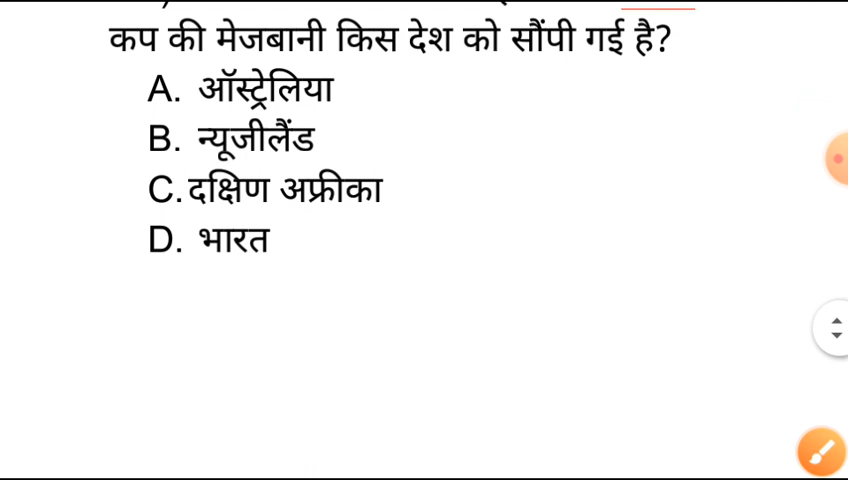 कप की मेजबानी किस देश को सौंपी गई है?
A. ऑस्ट्रेलिया
B. न्यूजीलैंड
C. दक्षिण अफ्रीका
D. भारत